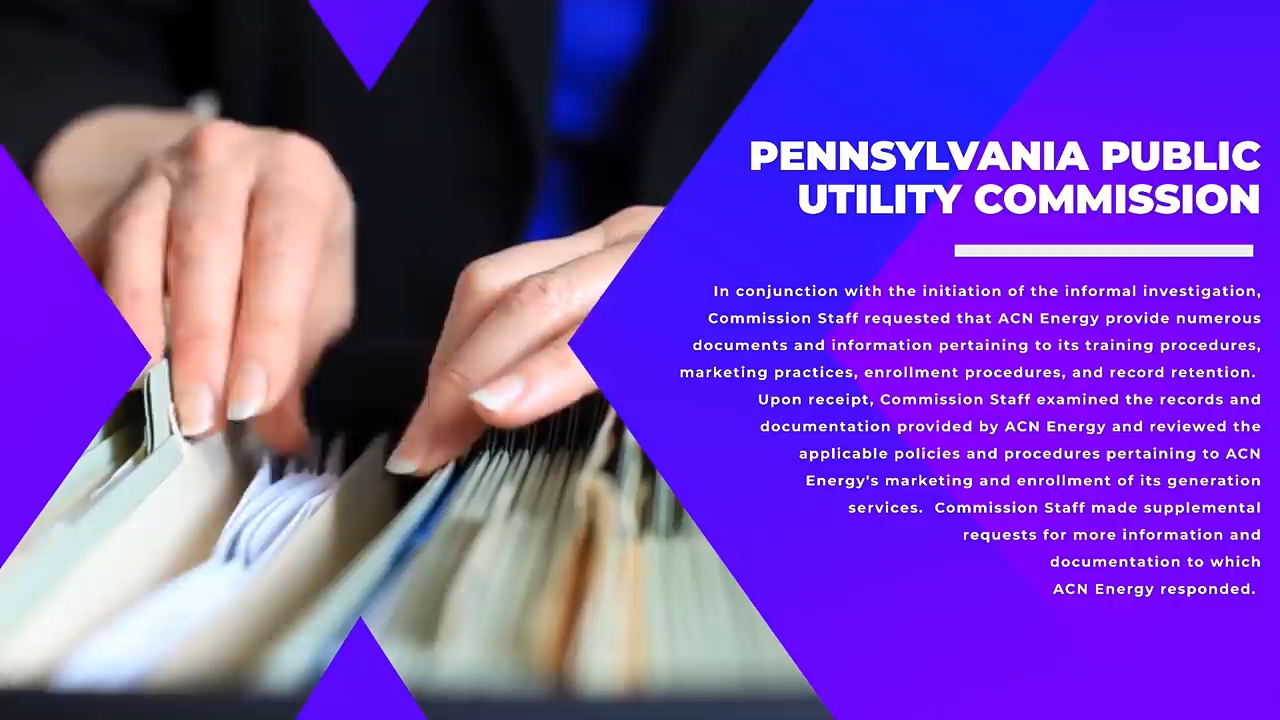 PENNSYLVANIA PUBLIC
UTILITY COMMISSION
In conjunction with the initiation of the informal investigation,
Commission Staff requested that ACN Energy provide numerous
documents and information pertaining to its training procedures,
marketing practices, enrollment procedures, and record retention.
Upon receipt, Commission Staff examined the records and
documentation provided by ACN Energy and reviewed the
applicable policies and procedures pertaining to ACN
Energy's marketing and enrollment of its generation
services.  Commission Staff made supplemental
requests for more information and
documentation to which
ACN Energy responded.